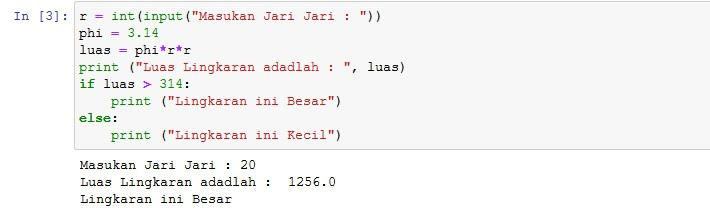 In [3]: r = int(input("Masukan Jari Jari : "))
phi = 3.14
luas = phi*r*r
print ("Luas Lingkaran adadlah : ", luas)
if luas > 314:
    print ("Lingkaran ini Besar")
else:
    print ("Lingkaran ini Kecil")
Masukan Jari Jari : 20
Luas Lingkaran adadlah :  1256.0
Lingkaran ini Besar